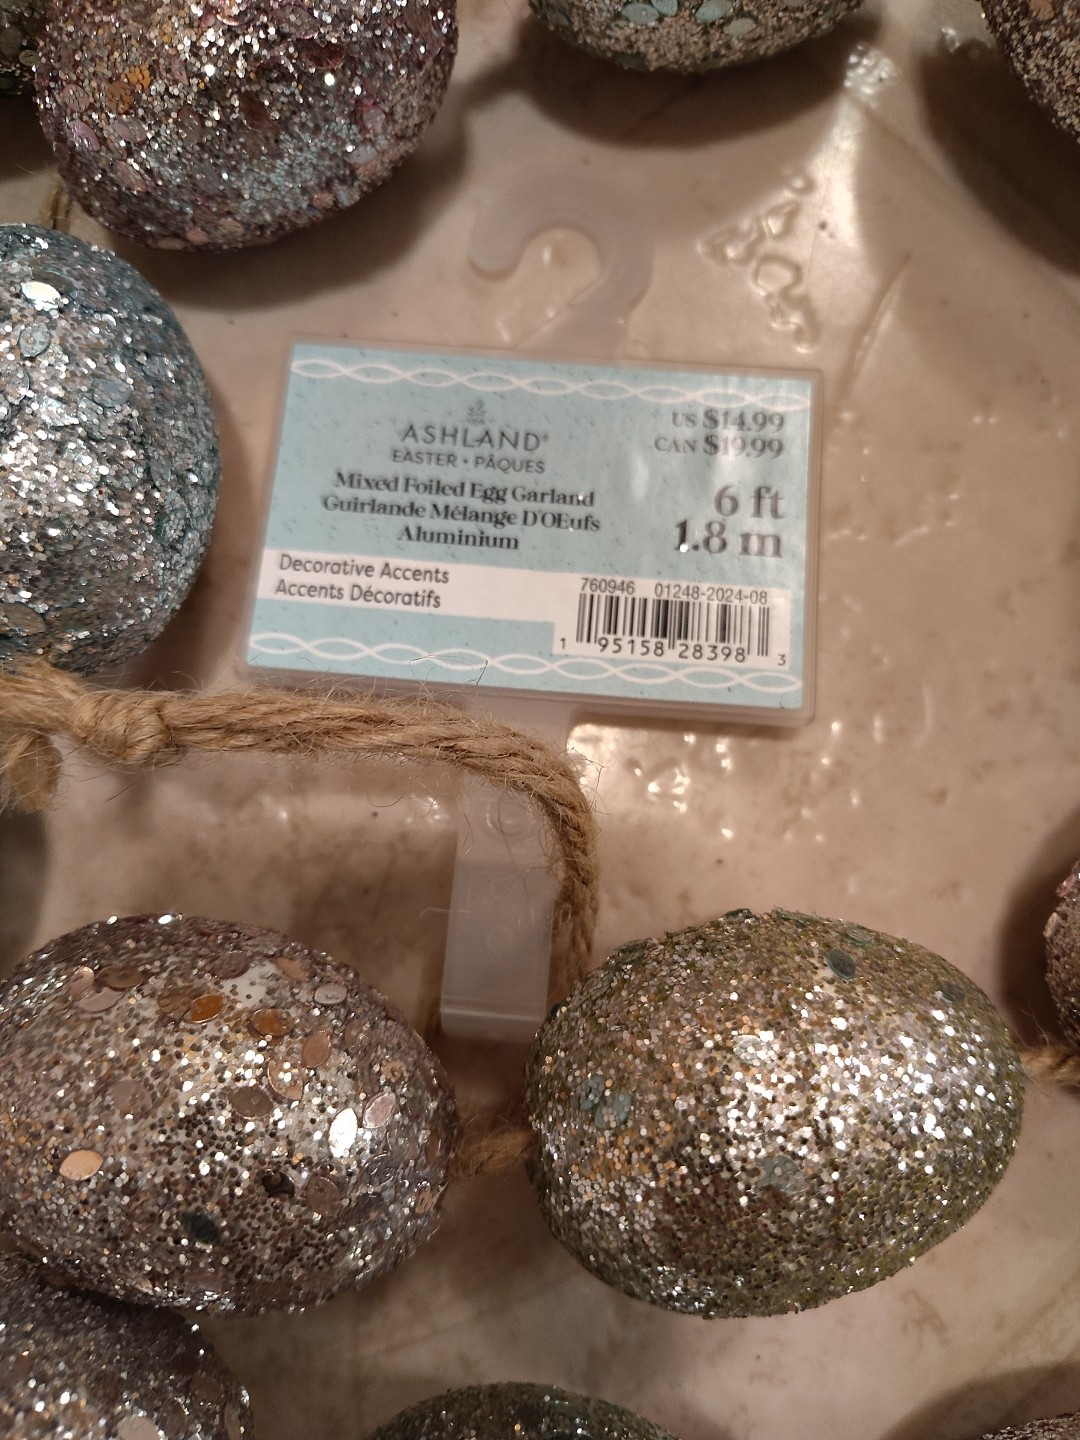 ASHLAND®
EASTER • PÂQUES
Mixed Foiled Egg Garland
Guirlande Mélange D'OEufs
Aluminium
US $14.99
CAN $19.99
6 ft
1.8 m
Decorative Accents
Accents Décoratifs
760946 01248-2024-08
1 95158 28398 3